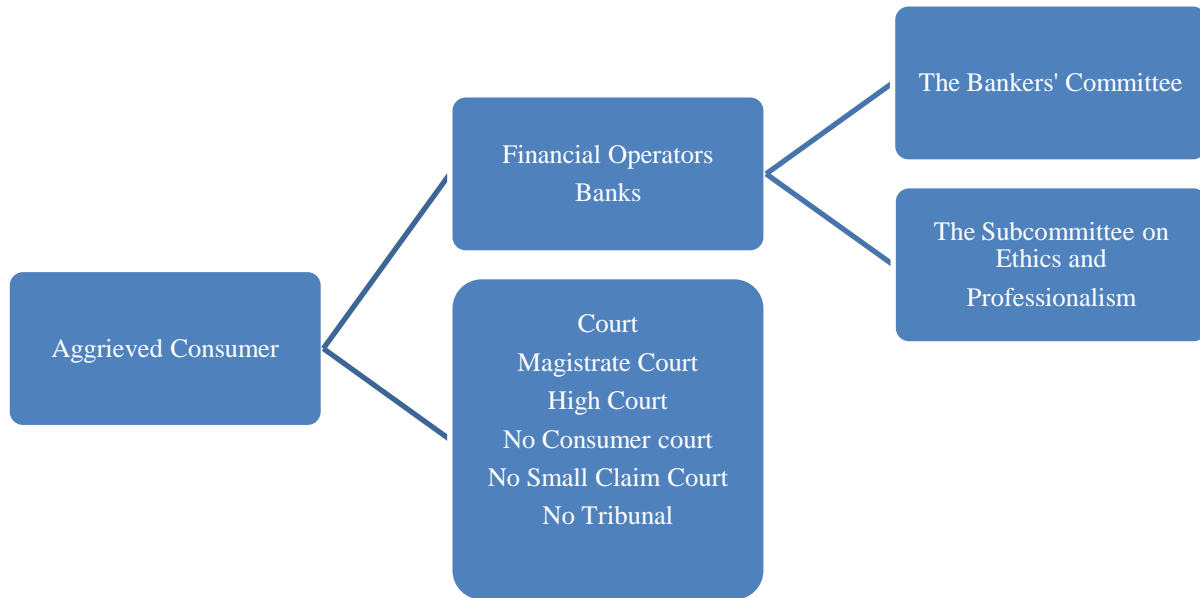 Aggrieved Consumer
Financial Operators
Banks
Court
Magistrate Court
High Court
No Consumer court
No Small Claim Court
No Tribunal
The Bankers' Committee
The Subcommittee on
Ethics and
Professionalism